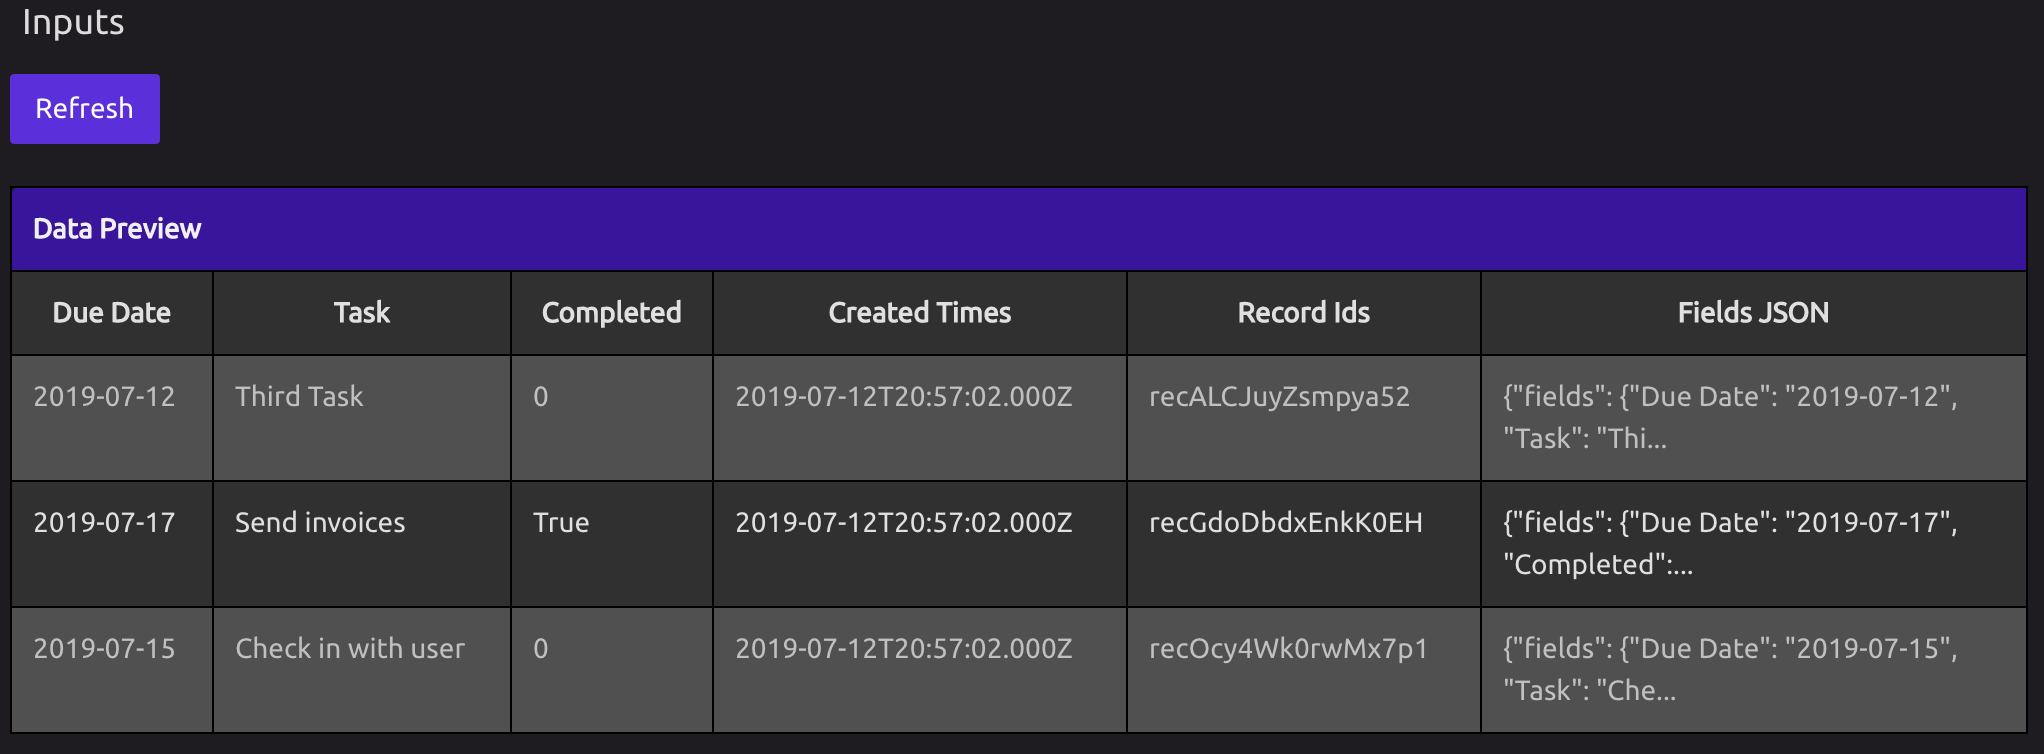 Inputs
Refresh
Data Preview
Due Date Task Completed Created Times Record Ids Fields JSON
2019-07-12 Third Task 0 2019-07-12T20:57:02.000Z recALCJuyZsmpya52 {"fields": {"Due Date": "2019-07-12",
"Task": "Thi...
2019-07-17 Send invoices True 2019-07-12T20:57:02.000Z recGdoDbdxEnkK0EH {"fields": {"Due Date": "2019-07-17",
"Completed":...
2019-07-15 Check in with user 0 2019-07-12T20:57:02.000Z recOcy4Wk0rwMx7p1 {"fields": {"Due Date": "2019-07-15",
"Task": "Che...